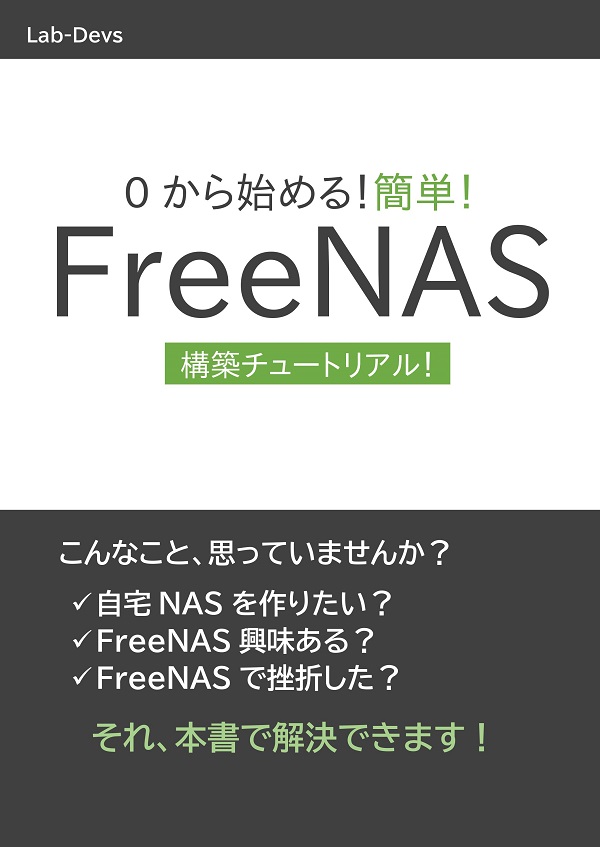 Lab-Devs
0 から始める！簡単！
FreeNAS
構築チュートリアル！
こんなこと、思っていませんか？
✓自宅 NAS を作りたい？
✓FreeNAS 興味ある？
✓FreeNAS で挫折した？
それ、本書で解決できます！